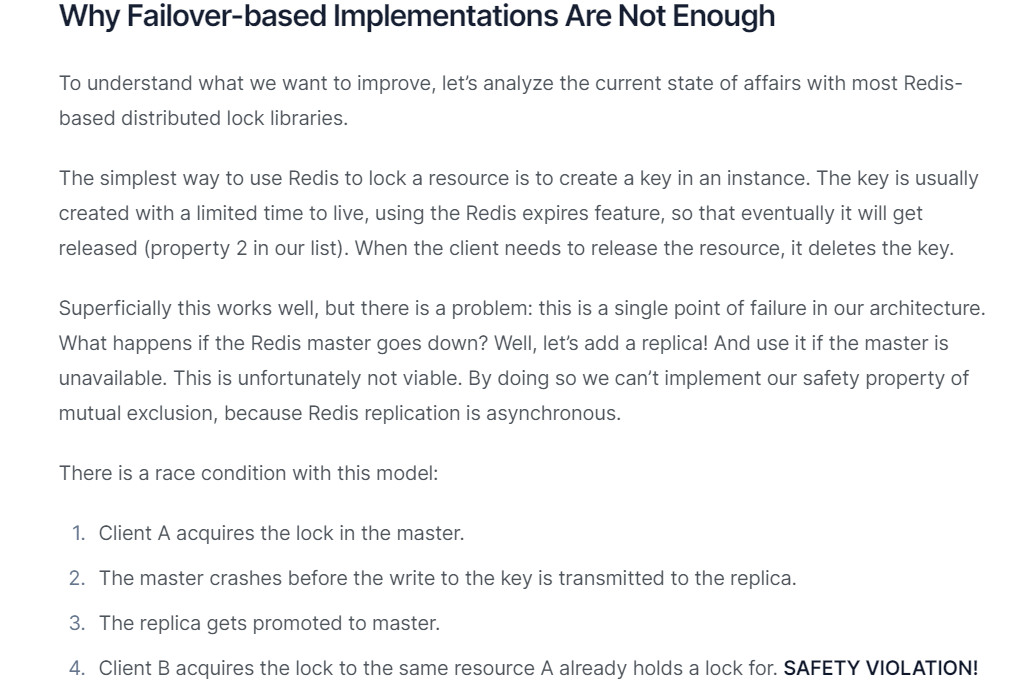 Why Failover-based Implementations Are Not Enough
To understand what we want to improve, let’s analyze the current state of affairs with most Redis-
based distributed lock libraries.
The simplest way to use Redis to lock a resource is to create a key in an instance. The key is usually
created with a limited time to live, using the Redis expires feature, so that eventually it will get
released (property 2 in our list). When the client needs to release the resource, it deletes the key.
Superficially this works well, but there is a problem: this is a single point of failure in our architecture.
What happens if the Redis master goes down? Well, let’s add a replica! And use it if the master is
unavailable. This is unfortunately not viable. By doing so we can’t implement our safety property of
mutual exclusion, because Redis replication is asynchronous.
There is a race condition with this model:
1. Client A acquires the lock in the master.
2. The master crashes before the write to the key is transmitted to the replica.
3. The replica gets promoted to master.
4. Client B acquires the lock to the same resource A already holds a lock for. SAFETY VIOLATION!